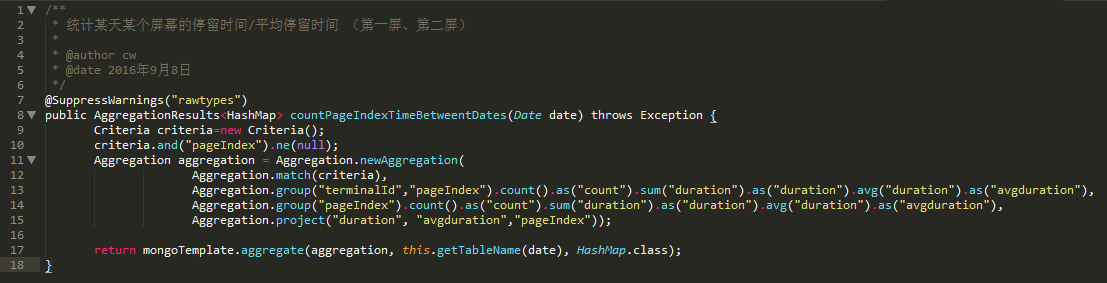 1 /**
2  * 统计某天某个屏幕的停留时间/平均停留时间 （第一屏、第二屏）
3  *
4  * @author cw
5  * @date 2016年9月8日
6  */
7 @SuppressWarnings("rawtypes")
8 public AggregationResults<HashMap> countPageIndexTimeBetweentDates(Date date) throws Exception {
9        Criteria criteria=new Criteria();
10        criteria.and("pageIndex").ne(null);
11        Aggregation aggregation = Aggregation.newAggregation(
12                     Aggregation.match(criteria),
13                     Aggregation.group("terminalId","pageIndex").count().as("count").sum("duration").as("duration").avg("duration").as("avgduration"),
14                     Aggregation.group("pageIndex").count().as("count").sum("duration").as("duration").avg("duration").as("avgduration"),
15                     Aggregation.project("duration", "avgduration","pageIndex"));
16
17        return mongoTemplate.aggregate(aggregation, this.getTableName(date), HashMap.class);
18 }